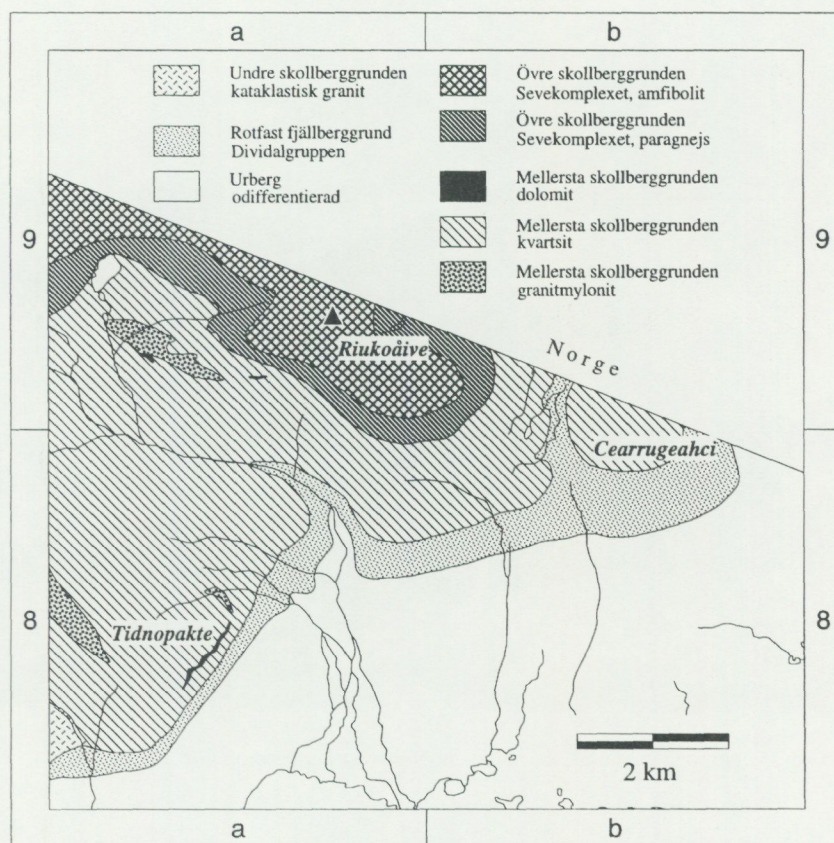 a
b
Undre skollberggrunden
kataklastisk granit
Rotfast fjällberggrund
Dividalgruppen
Urberg
odifferentierad
Övre skollberggrunden
Sevekomplexet, amfibolit
Övre skollberggrunden
Sevekomplexet, paragnejs
Mellersta skollberggrunden
dolomit
Mellersta skollberggrunden
kvartsit
Mellersta skollberggrunden
granitmylonit
9
9
Riukoåive
Norge
Cearrugeahci
8
Tidnopakte
8
2 km
a
b